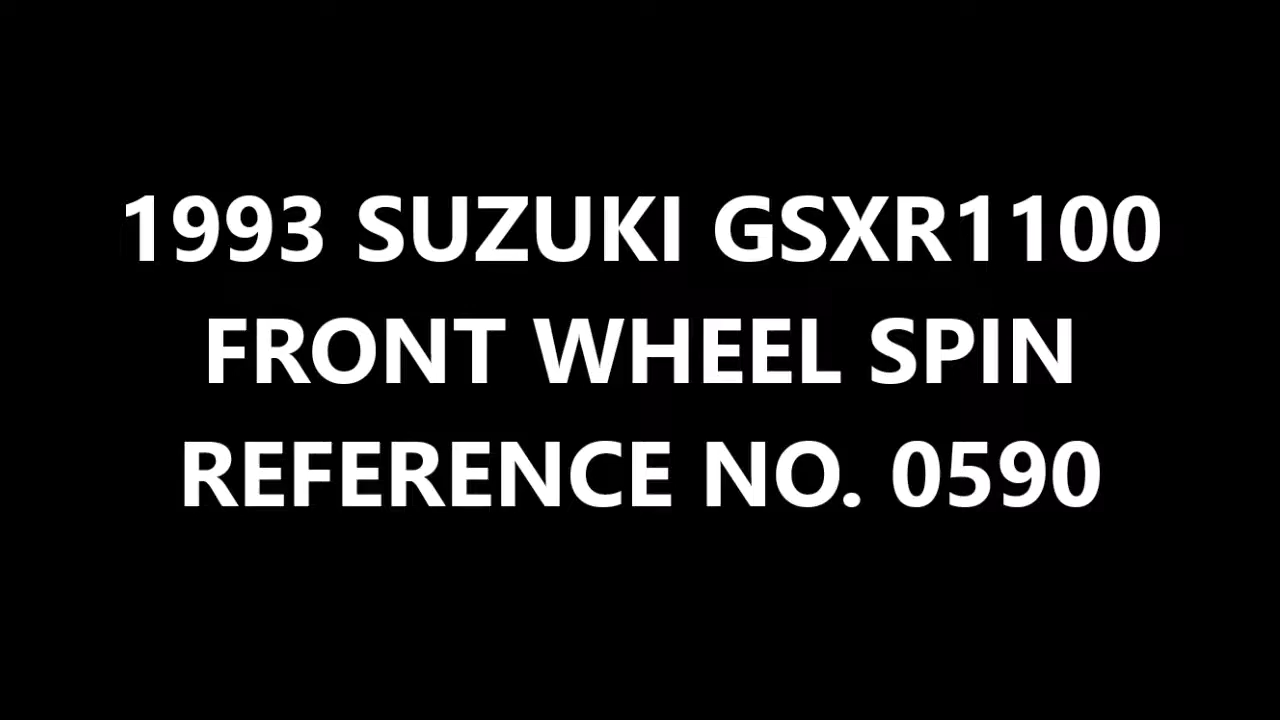 1993 SUZUKI GSXR1100
FRONT WHEEL SPIN
REFERENCE NO. 0590